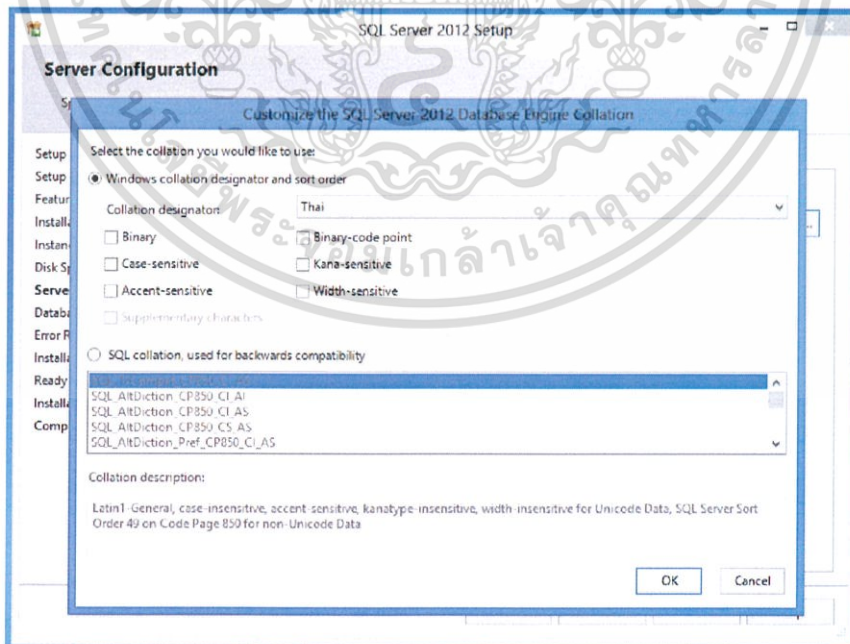 SQL Server 2012 Setup
Server Configuration
Customize the SQL Server 2012 Database Engine Collation
Setup
Setup
Featur
Installa
Instan
Disk Sp
Serve
Databa
Error R
Installa
Ready
Installa
Comp
Select the collation you would like to use:
Windows collation designator and sort order
Collation designator:
Thai
Binary
Binary-code point
Case-sensitive
Kana-sensitive
Accent-sensitive
Width-sensitive
Supplementary characters
SQL collation, used for backwards compatibility
SQL_AltDiction_CP850_CI_AI
SQL_AltDiction_CP850_CI_AS
SQL_AltDiction_CP850_CS_AS
SQL_AltDiction_Pref_CP850_CI_AS
Collation description:
Latin1-General, case-insensitive, accent-sensitive, kanatype-insensitive, width-insensitive for Unicode Data, SQL Server Sort
Order 49 on Code Page 850 for non-Unicode Data
OK
Cancel